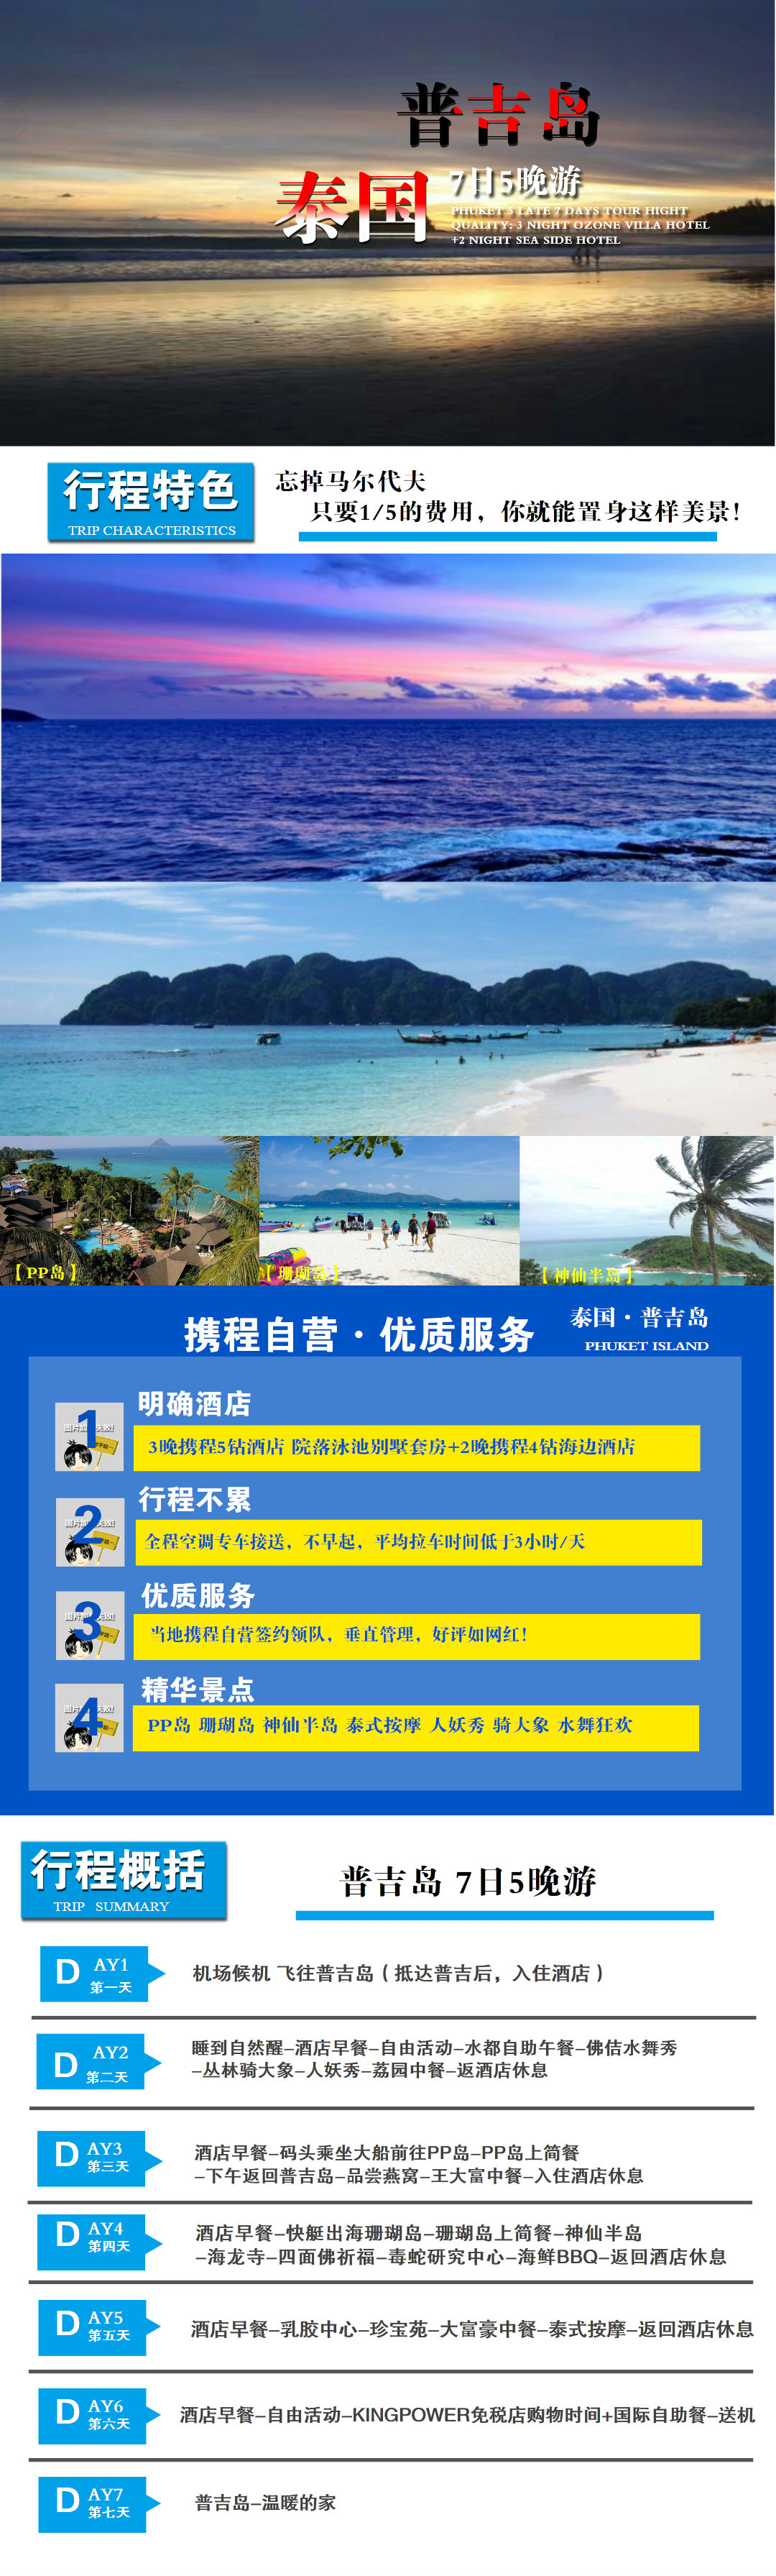 普吉岛
泰国
7日5晚游
PHUKET 5 LATE 7 DAYS TOUR HIGHT
QUALITY: 3 NIGHT OZONE VILLA HOTEL
+2 NIGHT SEA SIDE HOTEL
行程特色
TRIP CHARACTERISTICS
忘掉马尔代夫
只要1/5的费用，你就能置身这样美景！
【PP岛】
【珊瑚岛】
【神仙半岛】
携程自营·优质服务
泰国·普吉岛
PHUKET ISLAND
1
明确酒店
3晚携程5钻酒店 院落泳池别墅套房+2晚携程4钻海边酒店
2
行程不累
全程空调专车接送，不早起，平均拉车时间低于3小时/天
3
优质服务
当地携程自营签约领队，垂直管理，好评如网红！
4
精华景点
PP岛 珊瑚岛 神仙半岛 泰式按摩 人妖秀 骑大象 水舞狂欢
行程概括
TRIP SUMMARY
普吉岛 7日5晚游
DAY1
第一天
机场候机 飞往普吉岛（抵达普吉后，入住酒店）
DAY2
第二天
睡到自然醒–酒店早餐–自由活动–水都自助午餐–佛佶水舞秀
–丛林骑大象–人妖秀–荔园中餐–返酒店休息
DAY3
第三天
酒店早餐–码头乘坐大船前往PP岛–PP岛上简餐
–下午返回普吉岛–品尝燕窝–王大富中餐–入住酒店休息
DAY4
第四天
酒店早餐–快艇出海珊瑚岛–珊瑚岛上简餐–神仙半岛
–海龙寺–四面佛祈福–毒蛇研究中心–海鲜BBQ–返回酒店休息
DAY5
第五天
酒店早餐–乳胶中心–珍宝苑–大富豪中餐–泰式按摩–返回酒店休息
DAY6
第六天
酒店早餐–自由活动–KINGPOWER免税店购物时间+国际自助餐–送机
DAY7
第七天
普吉岛–温暖的家